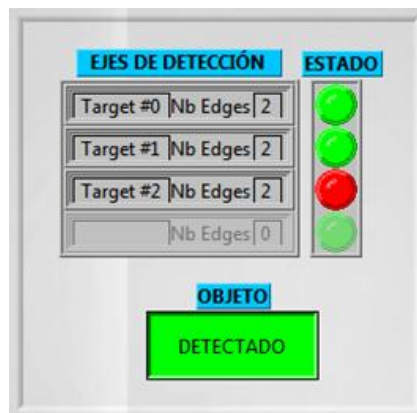 EJES DE DETECCIÓN ESTADO
Target #0 Nb Edges 2
Target #1 Nb Edges 2
Target #2 Nb Edges 2
Nb Edges 0
OBJETO
DETECTADO